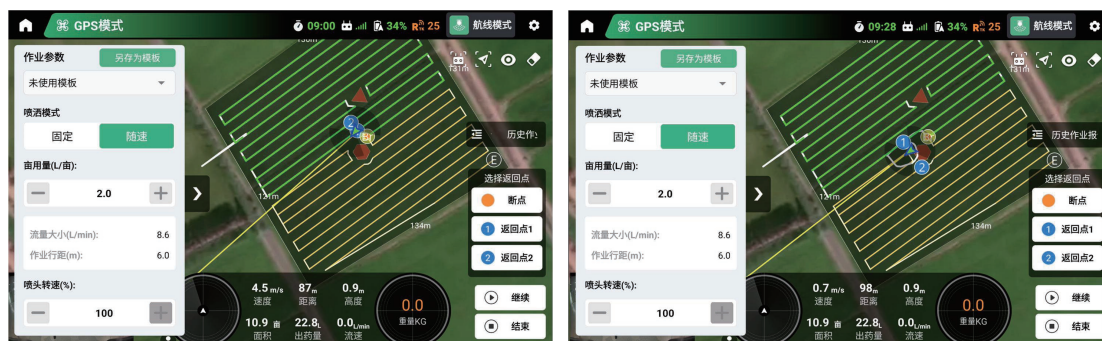 GPS模式
09:00
34%
25
航线模式
作业参数
另存为模板
未使用模板
喷洒模式
固定 随速
亩用量(L/亩):
2.0
流量大小(L/min): 8.6
作业行距(m): 6.0
喷头转速(%):
100
131m
2
历史作
E
选择返回点
断点
1 返回点1
2 返回点2
继续
结束
121m
134m
4.5 m/s 87m 0.9m
速度 距离 高度
10.9 亩 22.8L 0.0L/min
面积 出药量 流速
0.0
重量KG
GPS模式
09:28
34%
25
航线模式
作业参数
另存为模板
未使用模板
喷洒模式
固定 随速
亩用量(L/亩):
2.0
流量大小(L/min): 8.6
作业行距(m): 6.0
喷头转速(%):
100
131m
1
2
历史作业报
E
选择返回点
断点
1 返回点1
2 返回点2
继续
结束
121m
134m
0.7 m/s 98m 0.9m
速度 距离 高度
10.9 亩 22.8L 0.0L/min
面积 出药量 流速
0.0
重量KG